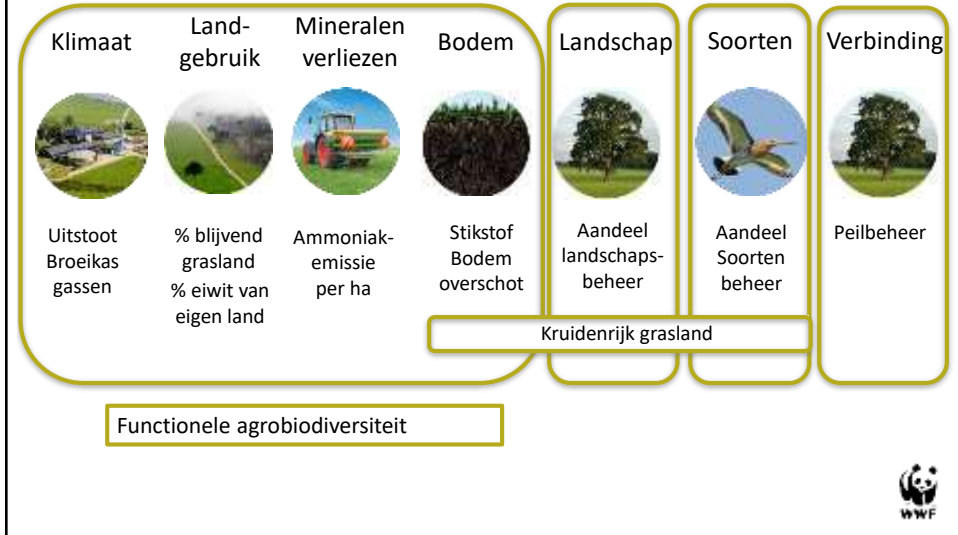 Klimaat
Land-
gebruik
Mineralen
verliezen
Bodem
Landschap
Soorten
Verbinding
Uitstoot
Broeikas
gassen
% blijvend
grasland
% eiwit van
eigen land
Ammoniak-
emissie
per ha
Stikstof
Bodem
overschot
Aandeel
landschaps-
beheer
Aandeel
Soorten
beheer
Peilbeheer
Kruidenrijk grasland
Functionele agrobiodiversiteit
WWF